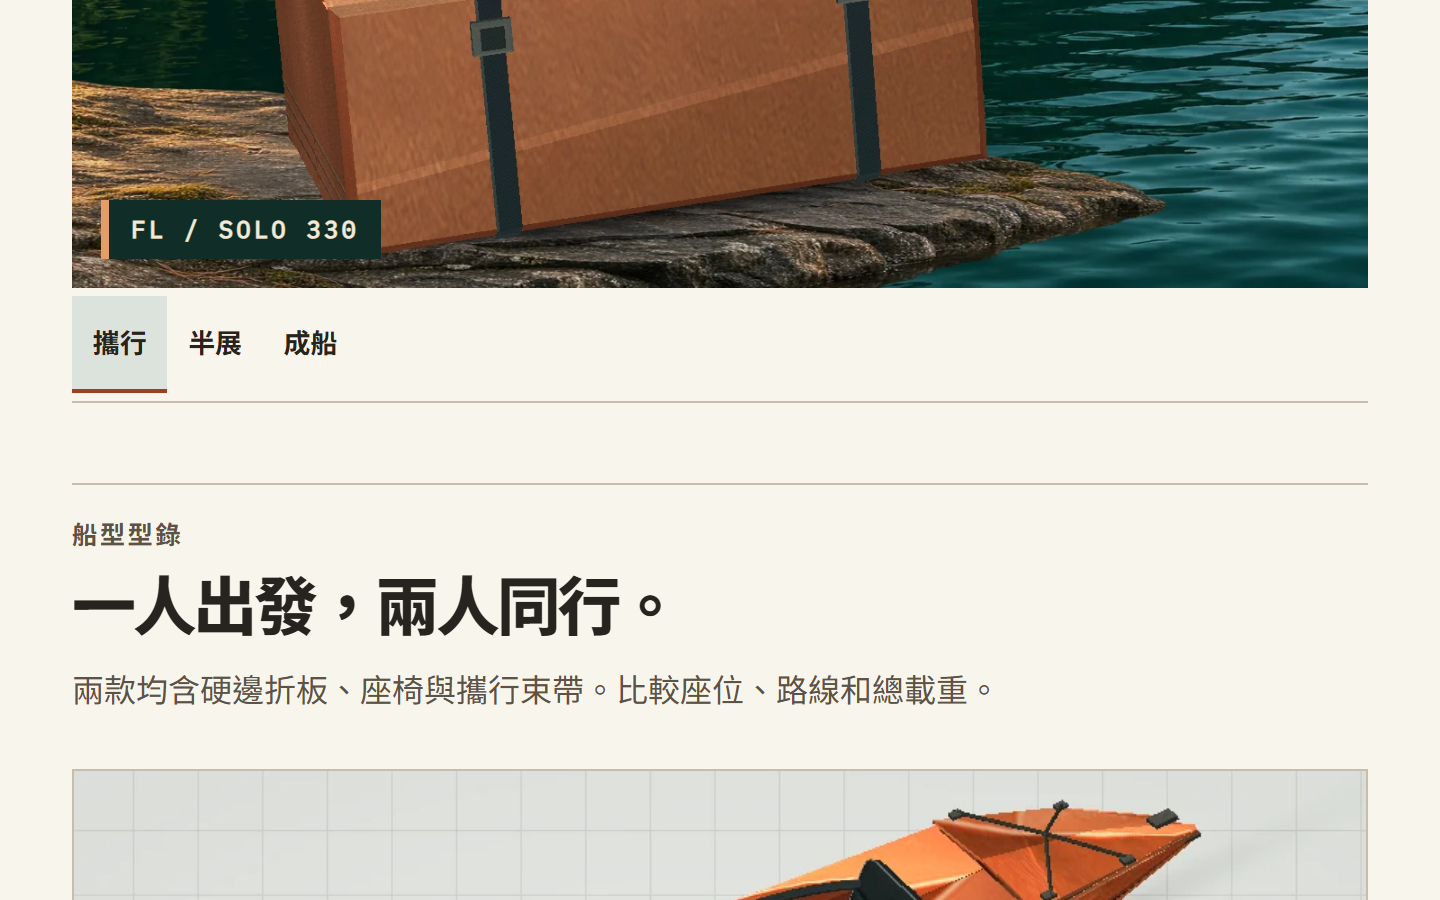 FL / SOLO 330
攜行
半展
成船
船型型錄
一人出發，兩人同行。
兩款均含硬邊折板、座椅與攜行束帶。比較座位、路線和總載重。